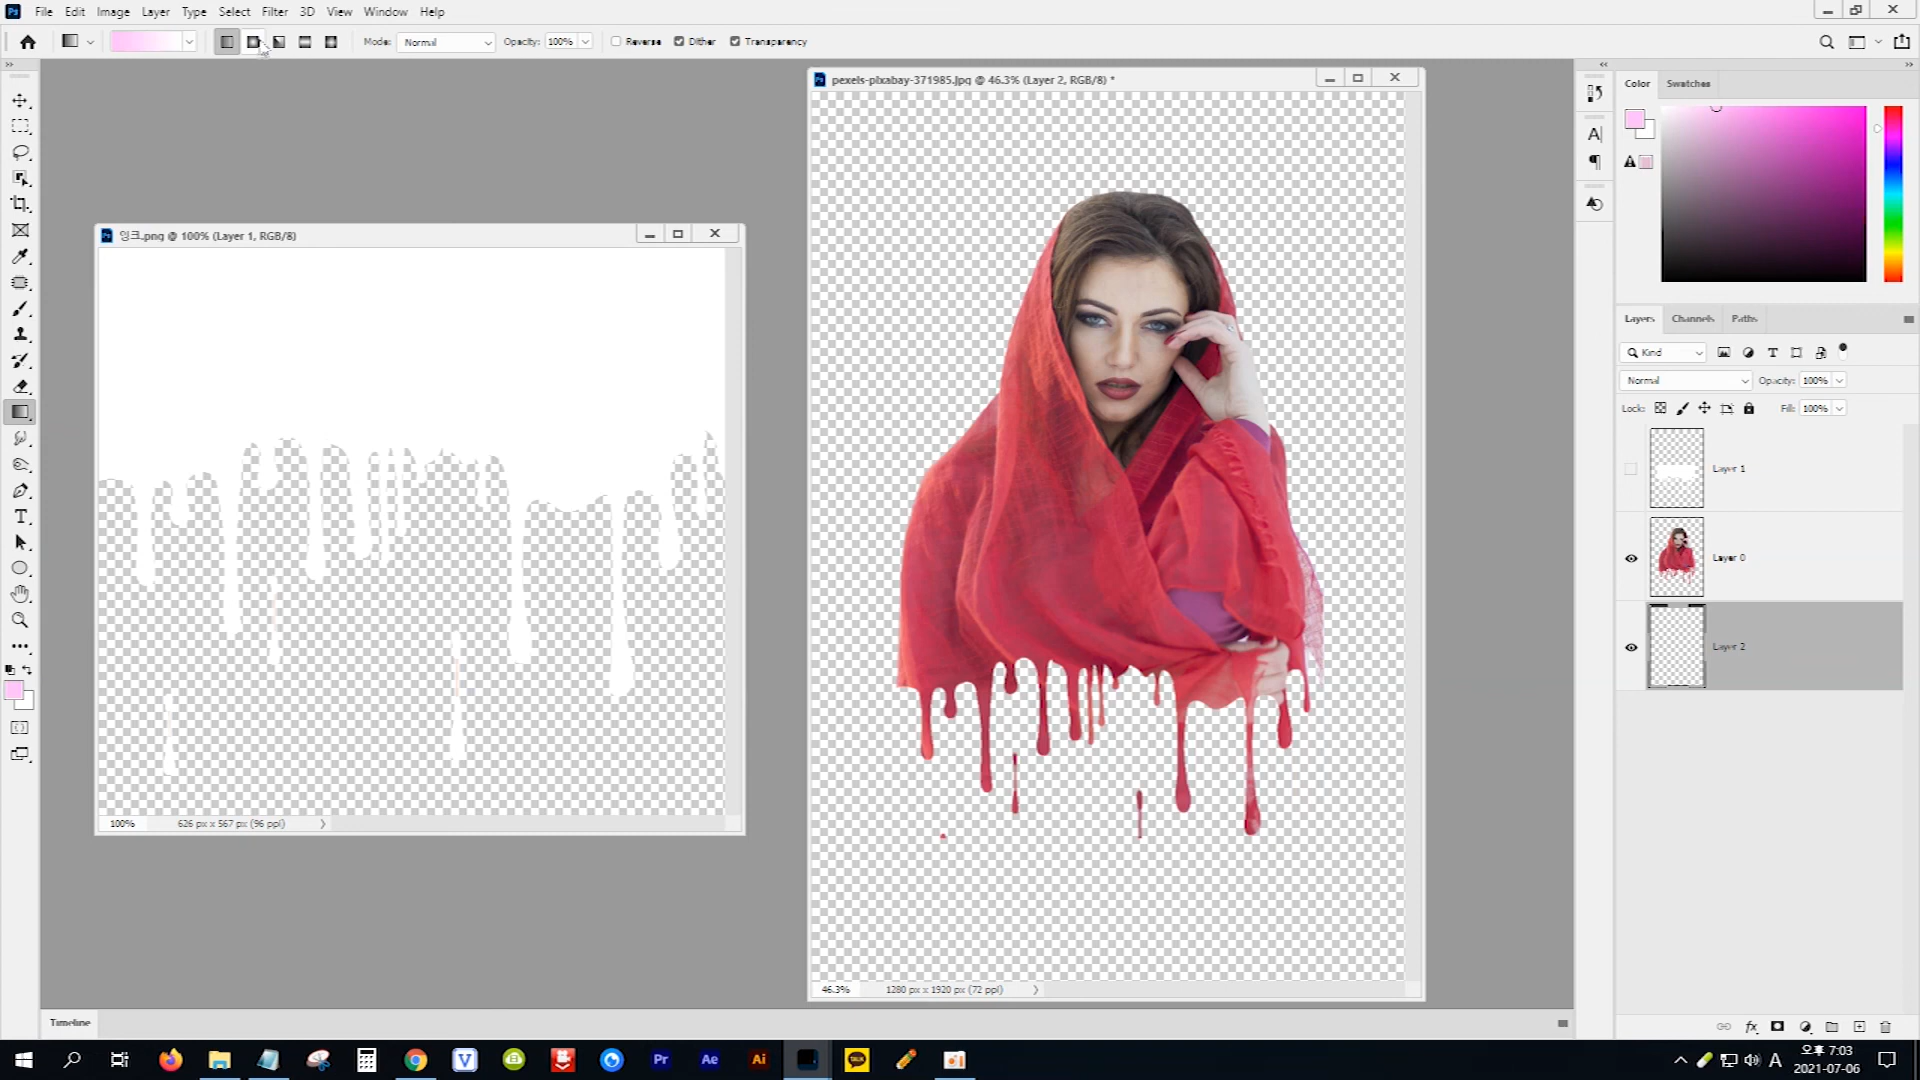 Ps File Edit Image Layer Type Select Filter 3D View Window Help
Mode: Normal Opacity: 100% Reverse Dither Transparency
pexels-pixabay-371985.jpg @ 46.3% (Layer 2, RGB/8) *
Color Swatches
잉크.png @ 100% (Layer 1, RGB/8)
Layers Channels Paths
Kind
Normal Opacity: 100%
Lock: Fill: 100%
Layer 1
Layer 0
Layer 2
100% 626 px x 567 px (96 ppi)
46.3% 1280 px x 1920 px (72 ppi)
Timeline
Pr Ae Ai TALK A 오후 7:03
2021-07-06